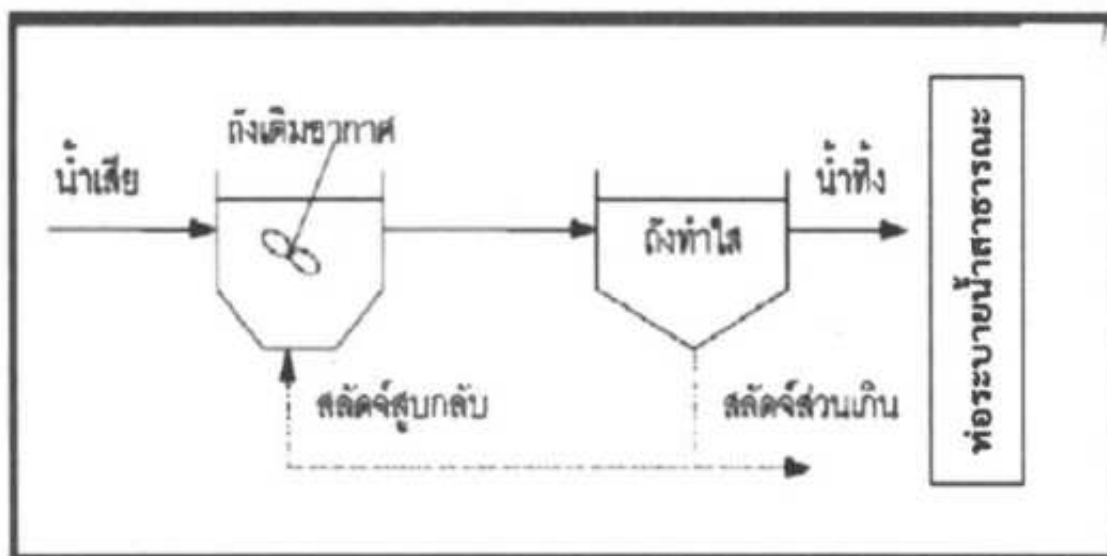 ถังเติมอากาศ
น้ำเสีย
น้ำทิ้ง
ถังทำใส
สลัดจ์สูบกลับ
สลัดจ์ส่วนเกิน
ท่อระบายน้ำสาธารณะ